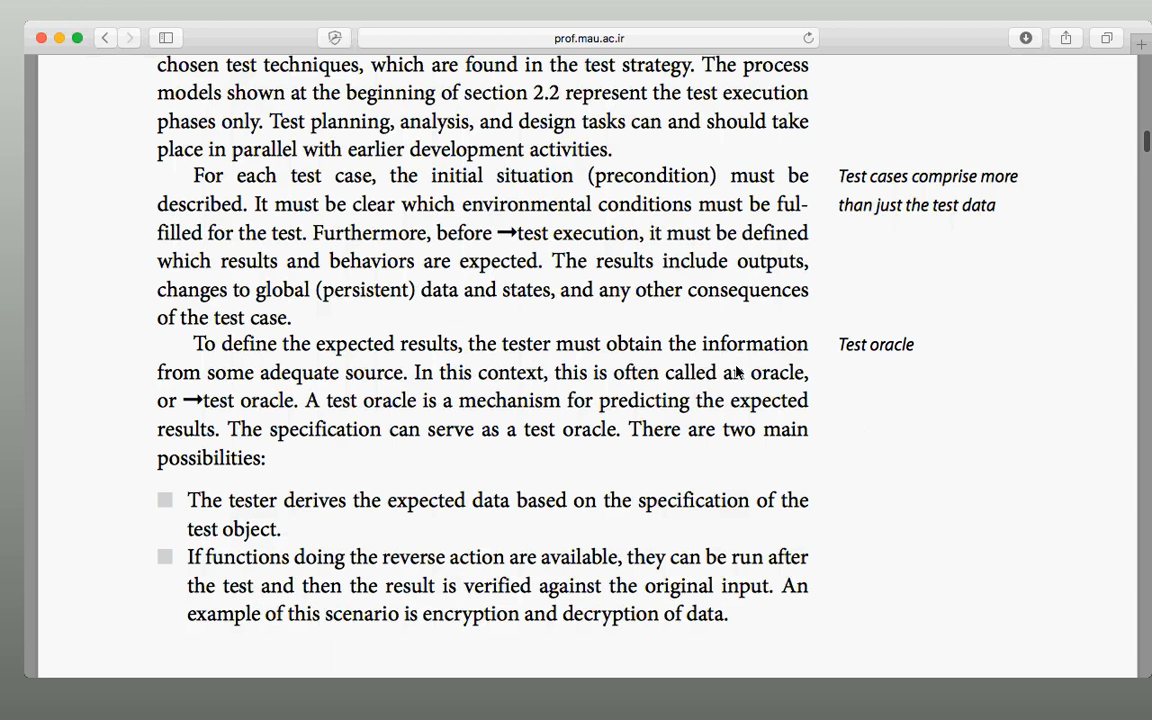 prof.mau.ac.ir
chosen test techniques, which are found in the test strategy. The process
models shown at the beginning of section 2.2 represent the test execution
phases only. Test planning, analysis, and design tasks can and should take
place in parallel with earlier development activities.
For each test case, the initial situation (precondition) must be
described. It must be clear which environmental conditions must be ful-
filled for the test. Furthermore, before →test execution, it must be defined
which results and behaviors are expected. The results include outputs,
changes to global (persistent) data and states, and any other consequences
of the test case.
Test cases comprise more
than just the test data
To define the expected results, the tester must obtain the information
from some adequate source. In this context, this is often called an oracle,
or →test oracle. A test oracle is a mechanism for predicting the expected
results. The specification can serve as a test oracle. There are two main
possibilities:
Test oracle
The tester derives the expected data based on the specification of the
test object.
If functions doing the reverse action are available, they can be run after
the test and then the result is verified against the original input. An
example of this scenario is encryption and decryption of data.